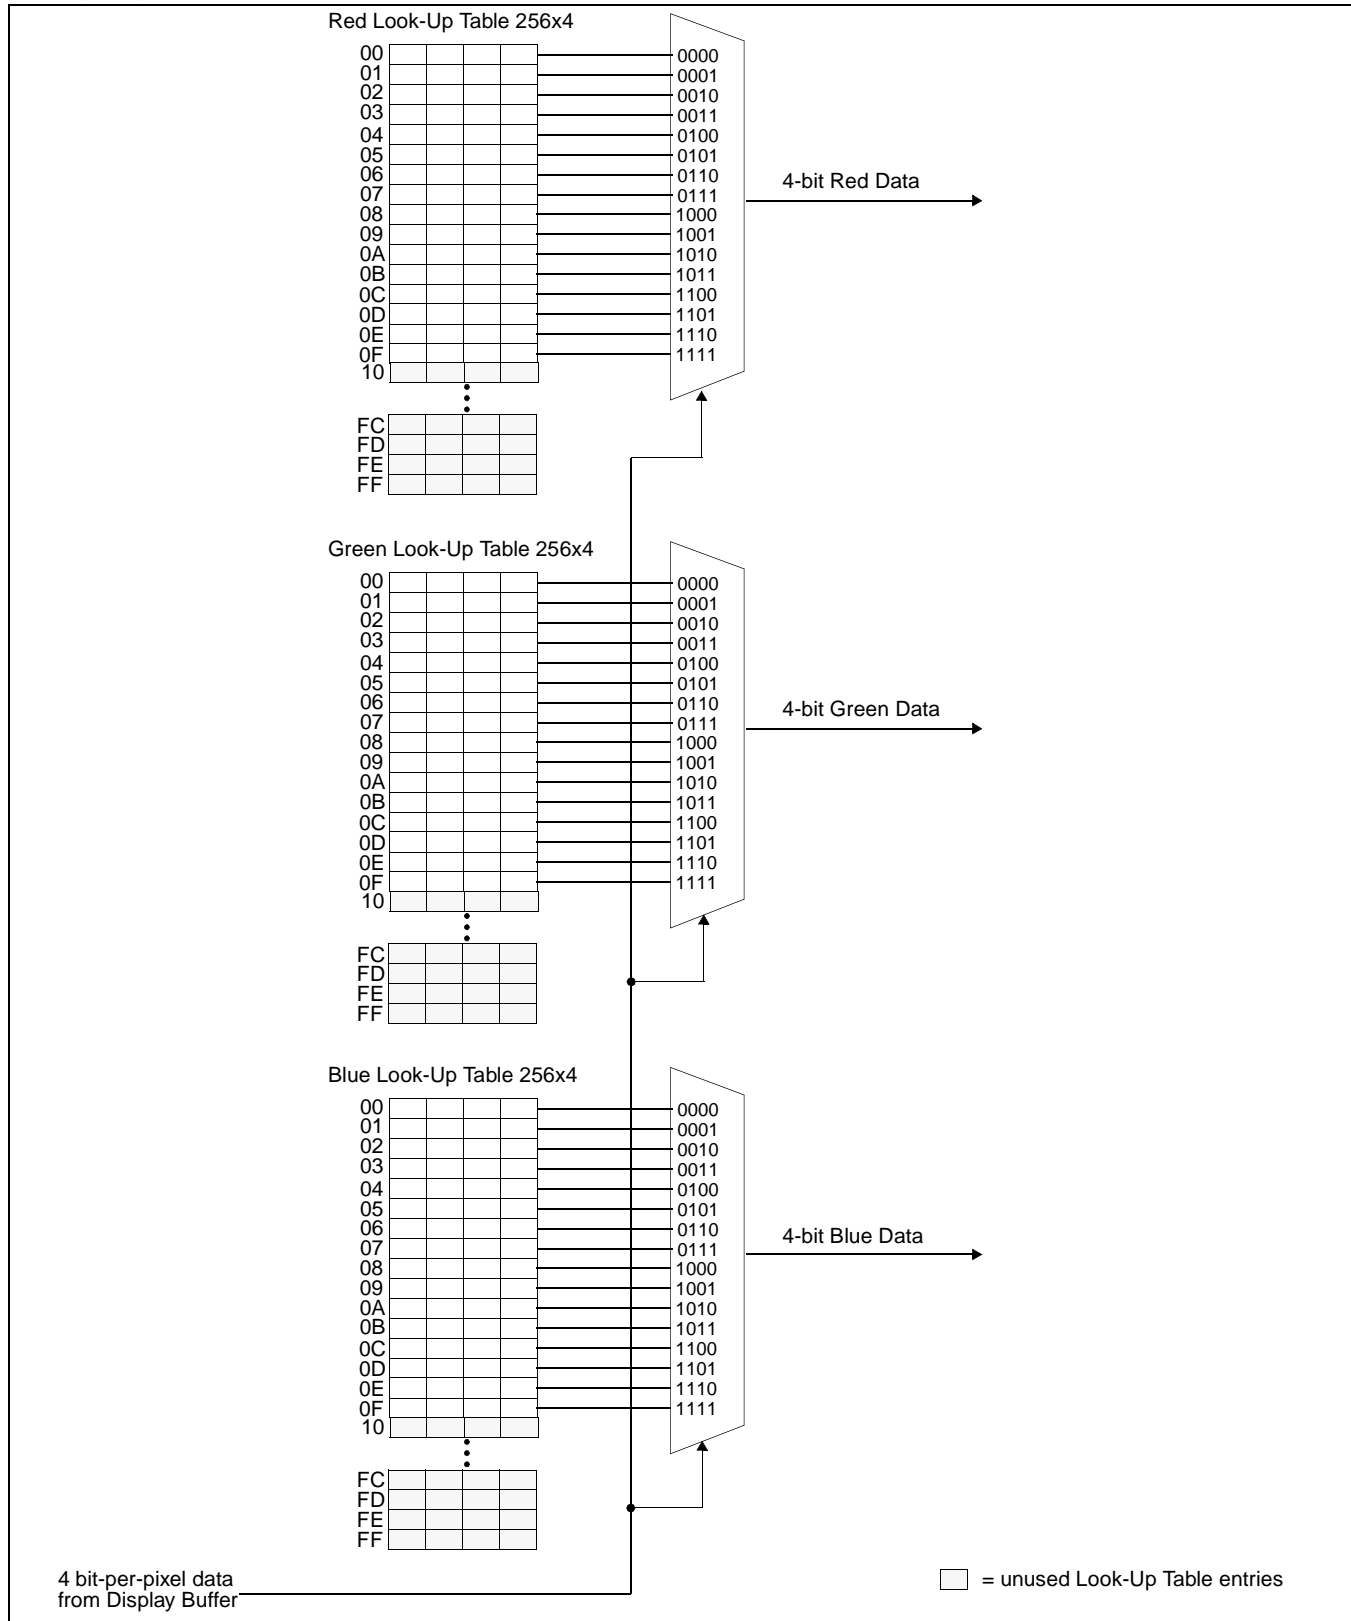 Red Look-Up Table 256x4
00 0000
01 0001
02 0010
03 0011
04 0100
05 0101
06 0110
07 0111
4-bit Red Data
08 1000
09 1001
0A 1010
0B 1011
0C 1100
0D 1101
0E 1110
0F 1111
10
FC
FD
FE
FF
Green Look-Up Table 256x4
00 0000
01 0001
02 0010
03 0011
04 0100
05 0101
06 0110
07 0111
4-bit Green Data
08 1000
09 1001
0A 1010
0B 1011
0C 1100
0D 1101
0E 1110
0F 1111
10
FC
FD
FE
FF
Blue Look-Up Table 256x4
00 0000
01 0001
02 0010
03 0011
04 0100
05 0101
06 0110
07 0111
4-bit Blue Data
08 1000
09 1001
0A 1010
0B 1011
0C 1100
0D 1101
0E 1110
0F 1111
10
FC
FD
FE
FF
4 bit-per-pixel data
from Display Buffer
= unused Look-Up Table entries